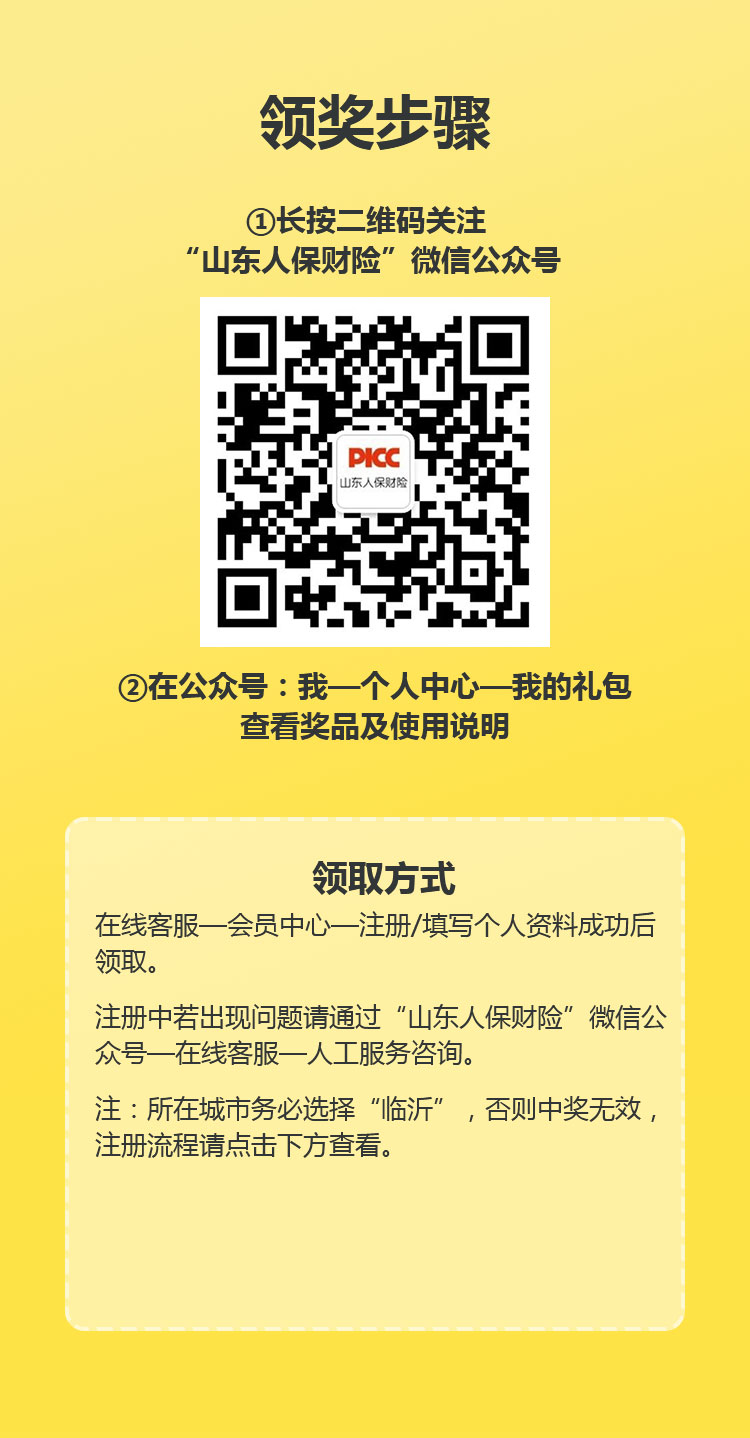 领奖步骤
①长按二维码关注
“山东人保财险”微信公众号
PICC
山东人保财险
②在公众号：我—个人中心—我的礼包
查看奖品及使用说明
领取方式
在线客服—会员中心—注册/填写个人资料成功后
领取。
注册中若出现问题请通过“山东人保财险”微信公
众号—在线客服—人工服务咨询。
注：所在城市务必选择“临沂”，否则中奖无效，
注册流程请点击下方查看。